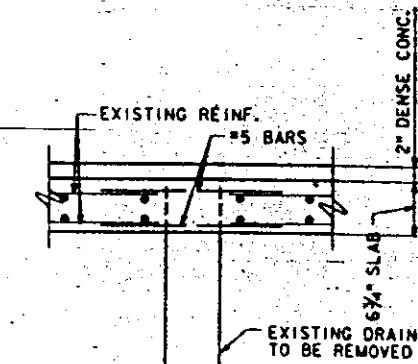 EXISTING REINF.
#5 BARS
2" DENSE CONC.
6¾" SLAB
EXISTING DRAIN
TO BE REMOVED